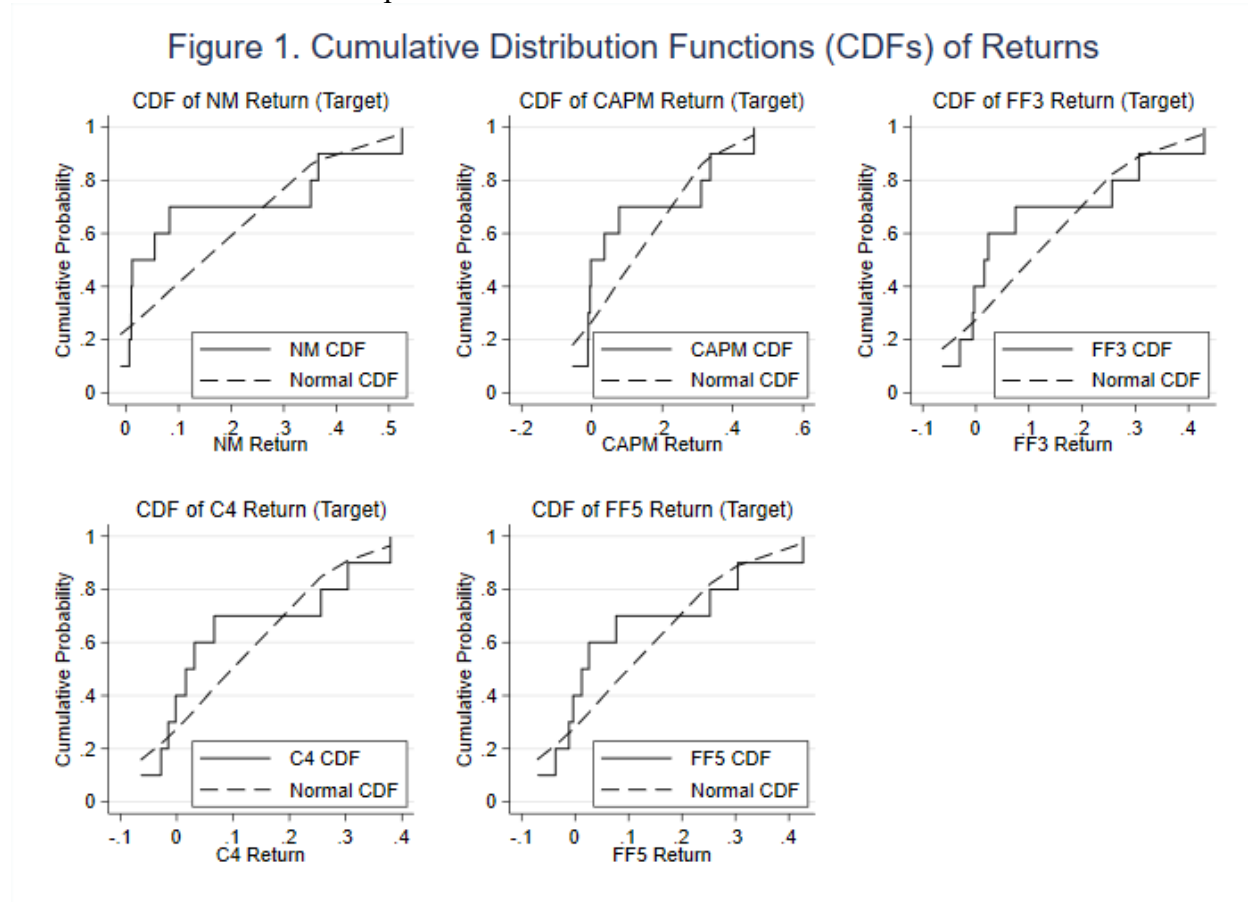 Figure 1. Cumulative Distribution Functions (CDFs) of Returns
CDF of NM Return (Target)
1
.8
.6
.4
.2
0
Cumulative Probability
NM CDF
Normal CDF
0 .1 .2 .3 .4 .5
NM Return
CDF of CAPM Return (Target)
1
.8
.6
.4
.2
0
Cumulative Probability
CAPM CDF
Normal CDF
-.2 0 .2 .4 .6
CAPM Return
CDF of FF3 Return (Target)
1
.8
.6
.4
.2
0
Cumulative Probability
FF3 CDF
Normal CDF
-.1 0 .1 .2 .3 .4
FF3 Return
CDF of C4 Return (Target)
1
.8
.6
.4
.2
0
Cumulative Probability
C4 CDF
Normal CDF
-.1 0 .1 .2 .3 .4
C4 Return
CDF of FF5 Return (Target)
1
.8
.6
.4
.2
0
Cumulative Probability
FF5 CDF
Normal CDF
-.1 0 .1 .2 .3 .4
FF5 Return